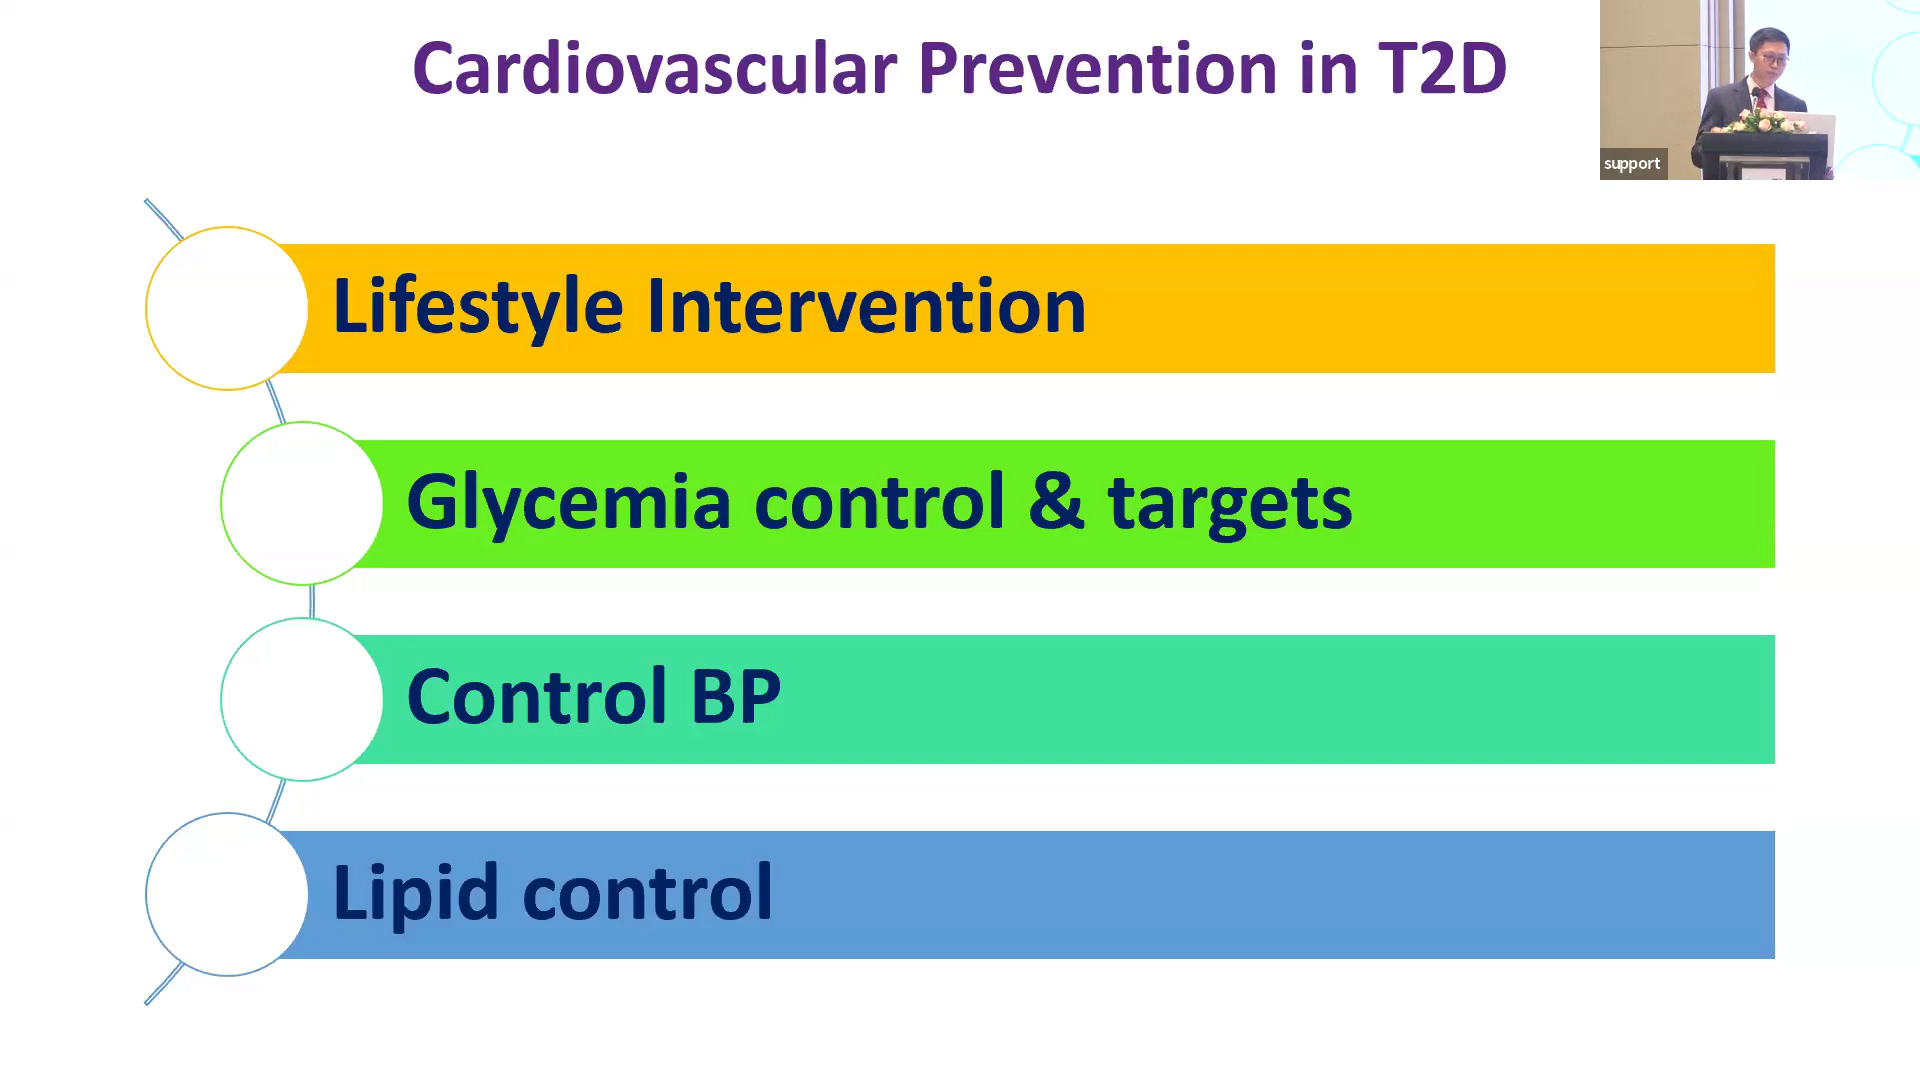 Cardiovascular Prevention in T2D
support
Lifestyle Intervention
Glycemia control & targets
Control BP
Lipid control